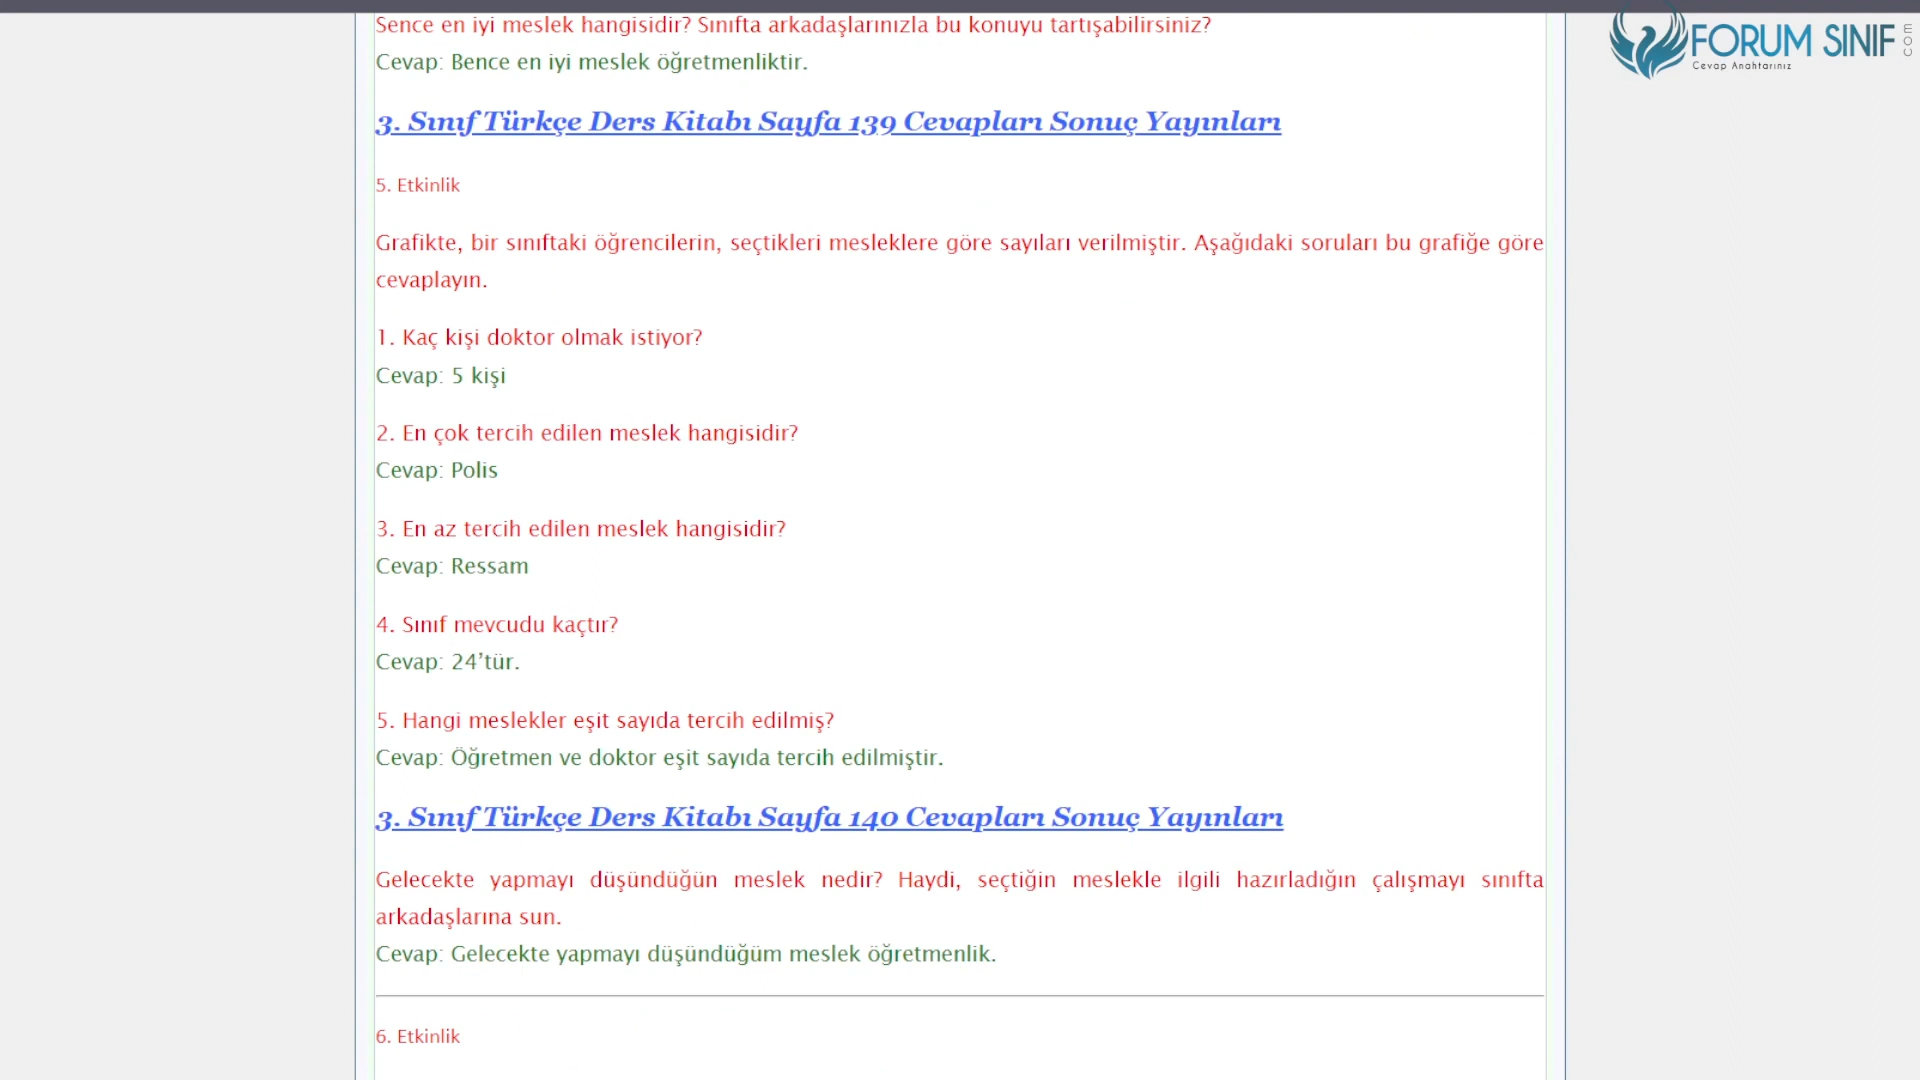 Sence en iyi meslek hangisidir? Sınıfta arkadaşlarınızla bu konuyu tartışabilirsiniz?
Cevap: Bence en iyi meslek öğretmenliktir.
FORUM SINIF
com
Cevap Anahtarınız
3. Sınıf Türkçe Ders Kitabı Sayfa 139 Cevapları Sonuç Yayınları
5. Etkinlik
Grafikte, bir sınıftaki öğrencilerin, seçtikleri mesleklere göre sayıları verilmiştir. Aşağıdaki soruları bu grafiğe göre
cevaplayın.
1. Kaç kişi doktor olmak istiyor?
Cevap: 5 kişi
2. En çok tercih edilen meslek hangisidir?
Cevap: Polis
3. En az tercih edilen meslek hangisidir?
Cevap: Ressam
4. Sınıf mevcudu kaçtır?
Cevap: 24’tür.
5. Hangi meslekler eşit sayıda tercih edilmiş?
Cevap: Öğretmen ve doktor eşit sayıda tercih edilmiştir.
3. Sınıf Türkçe Ders Kitabı Sayfa 140 Cevapları Sonuç Yayınları
Gelecekte yapmayı düşündüğün meslek nedir? Haydi, seçtiğin meslekle ilgili hazırladığın çalışmayı sınıfta
arkadaşlarına sun.
Cevap: Gelecekte yapmayı düşündüğüm meslek öğretmenlik.
6. Etkinlik